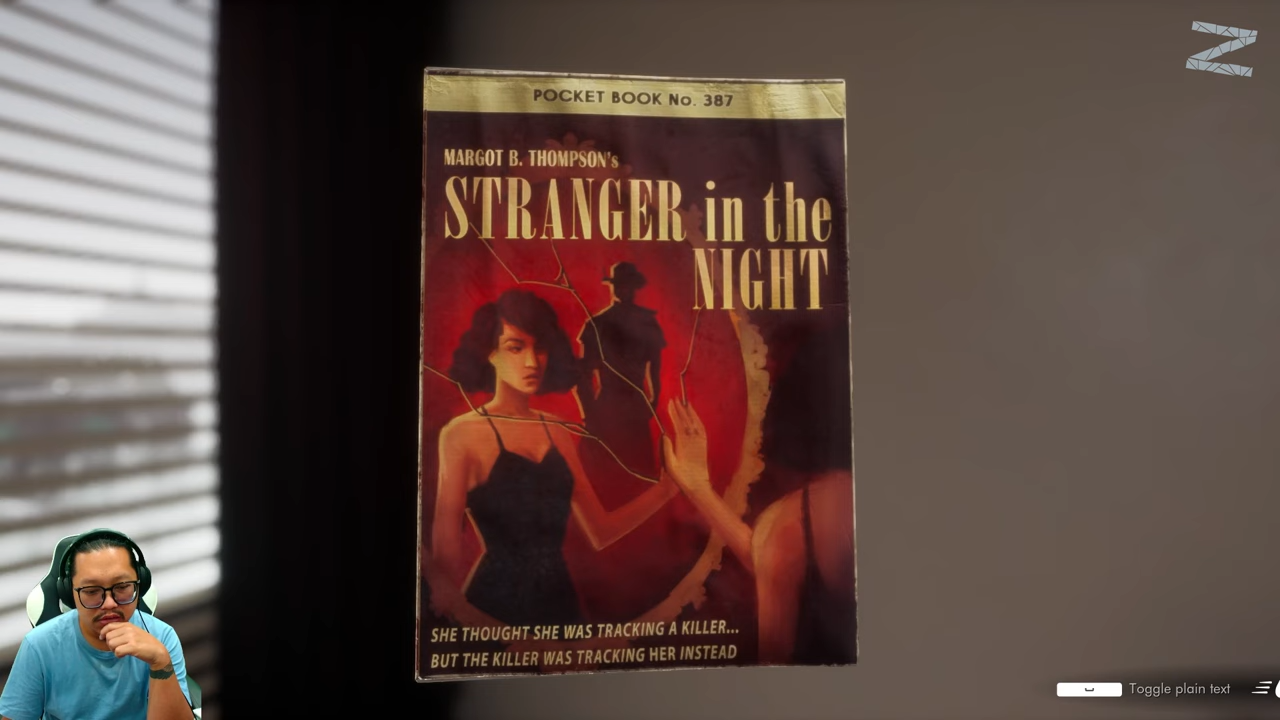 POCKET BOOK No. 387
MARGOT B. THOMPSON's
STRANGER in the
NIGHT
SHE THOUGHT SHE WAS TRACKING A KILLER...
BUT THE KILLER WAS TRACKING HER INSTEAD
Toggle plain text